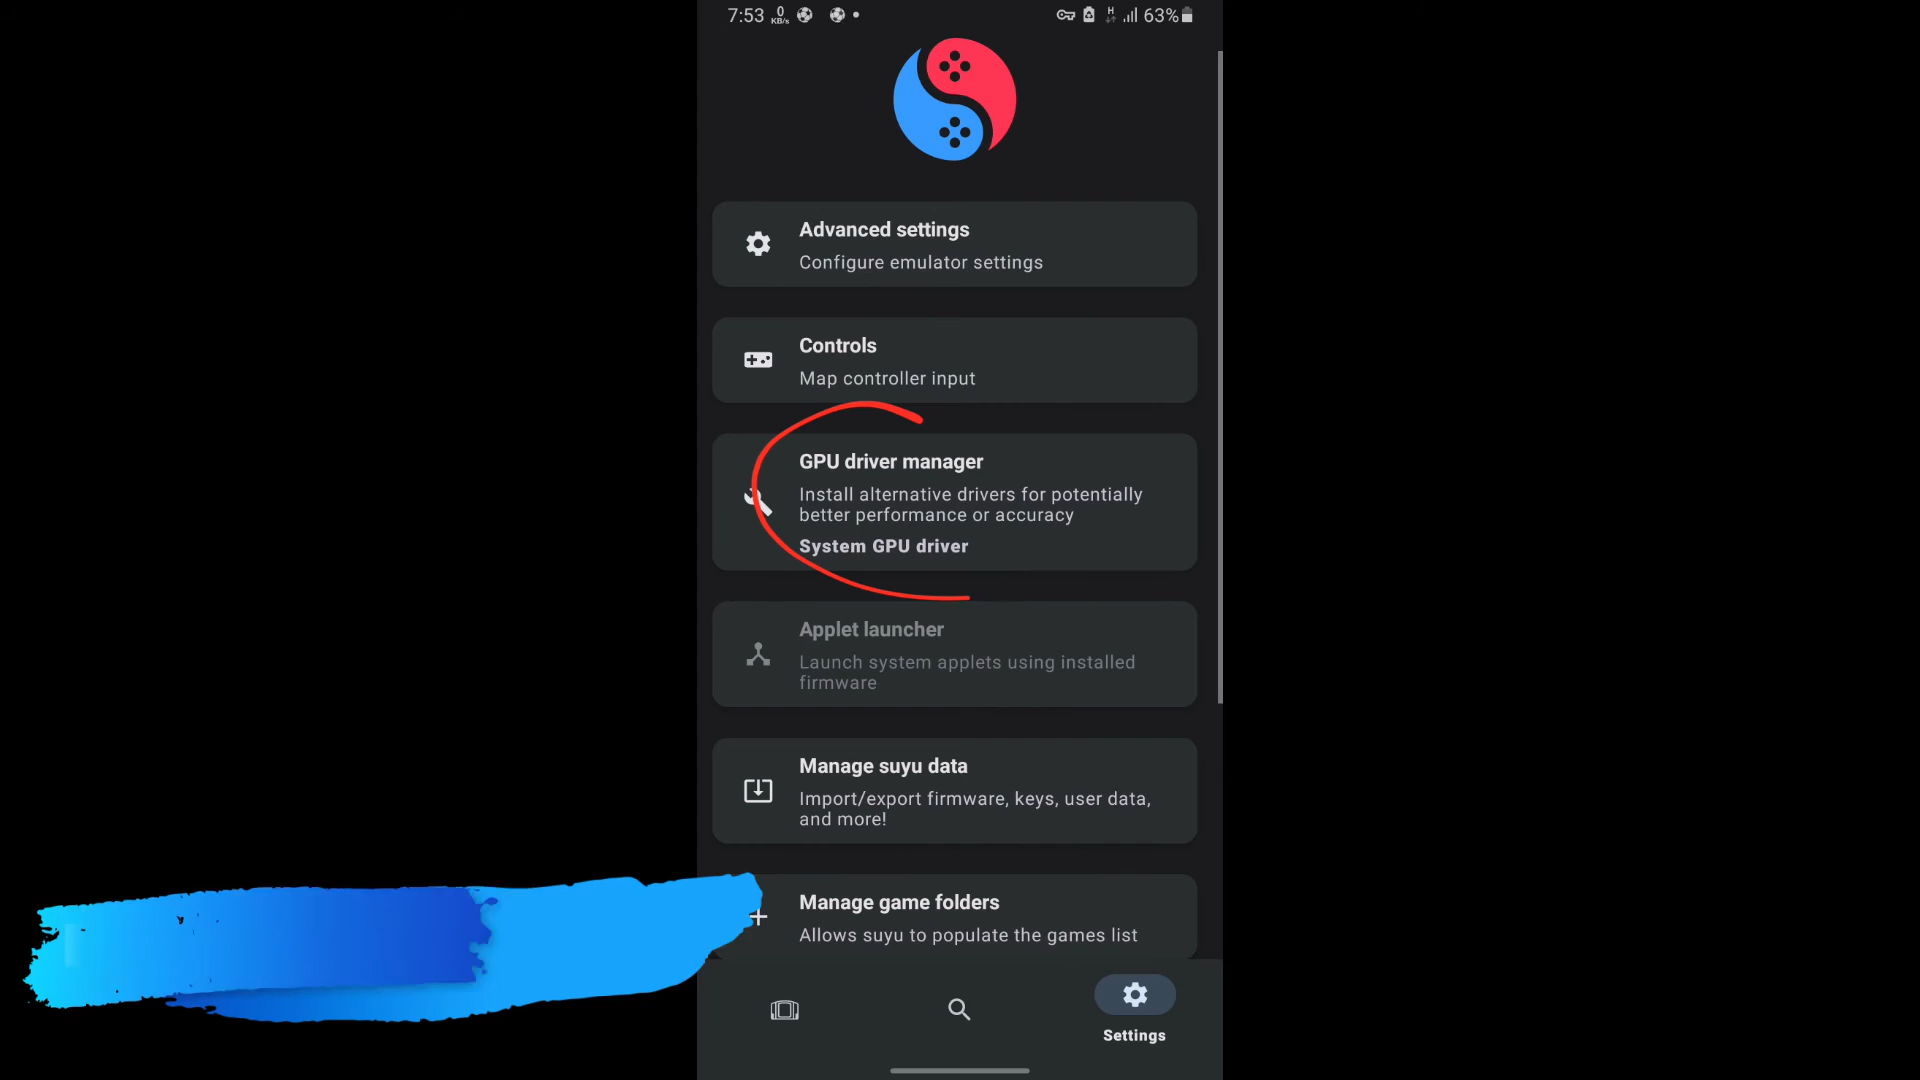 7:53 0 KB/s H 63%
Advanced settings
Configure emulator settings
Controls
Map controller input
GPU driver manager
Install alternative drivers for potentially
better performance or accuracy
System GPU driver
Applet launcher
Launch system applets using installed
firmware
Manage suyu data
Import/export firmware, keys, user data,
and more!
Manage game folders
Allows suyu to populate the games list
Settings